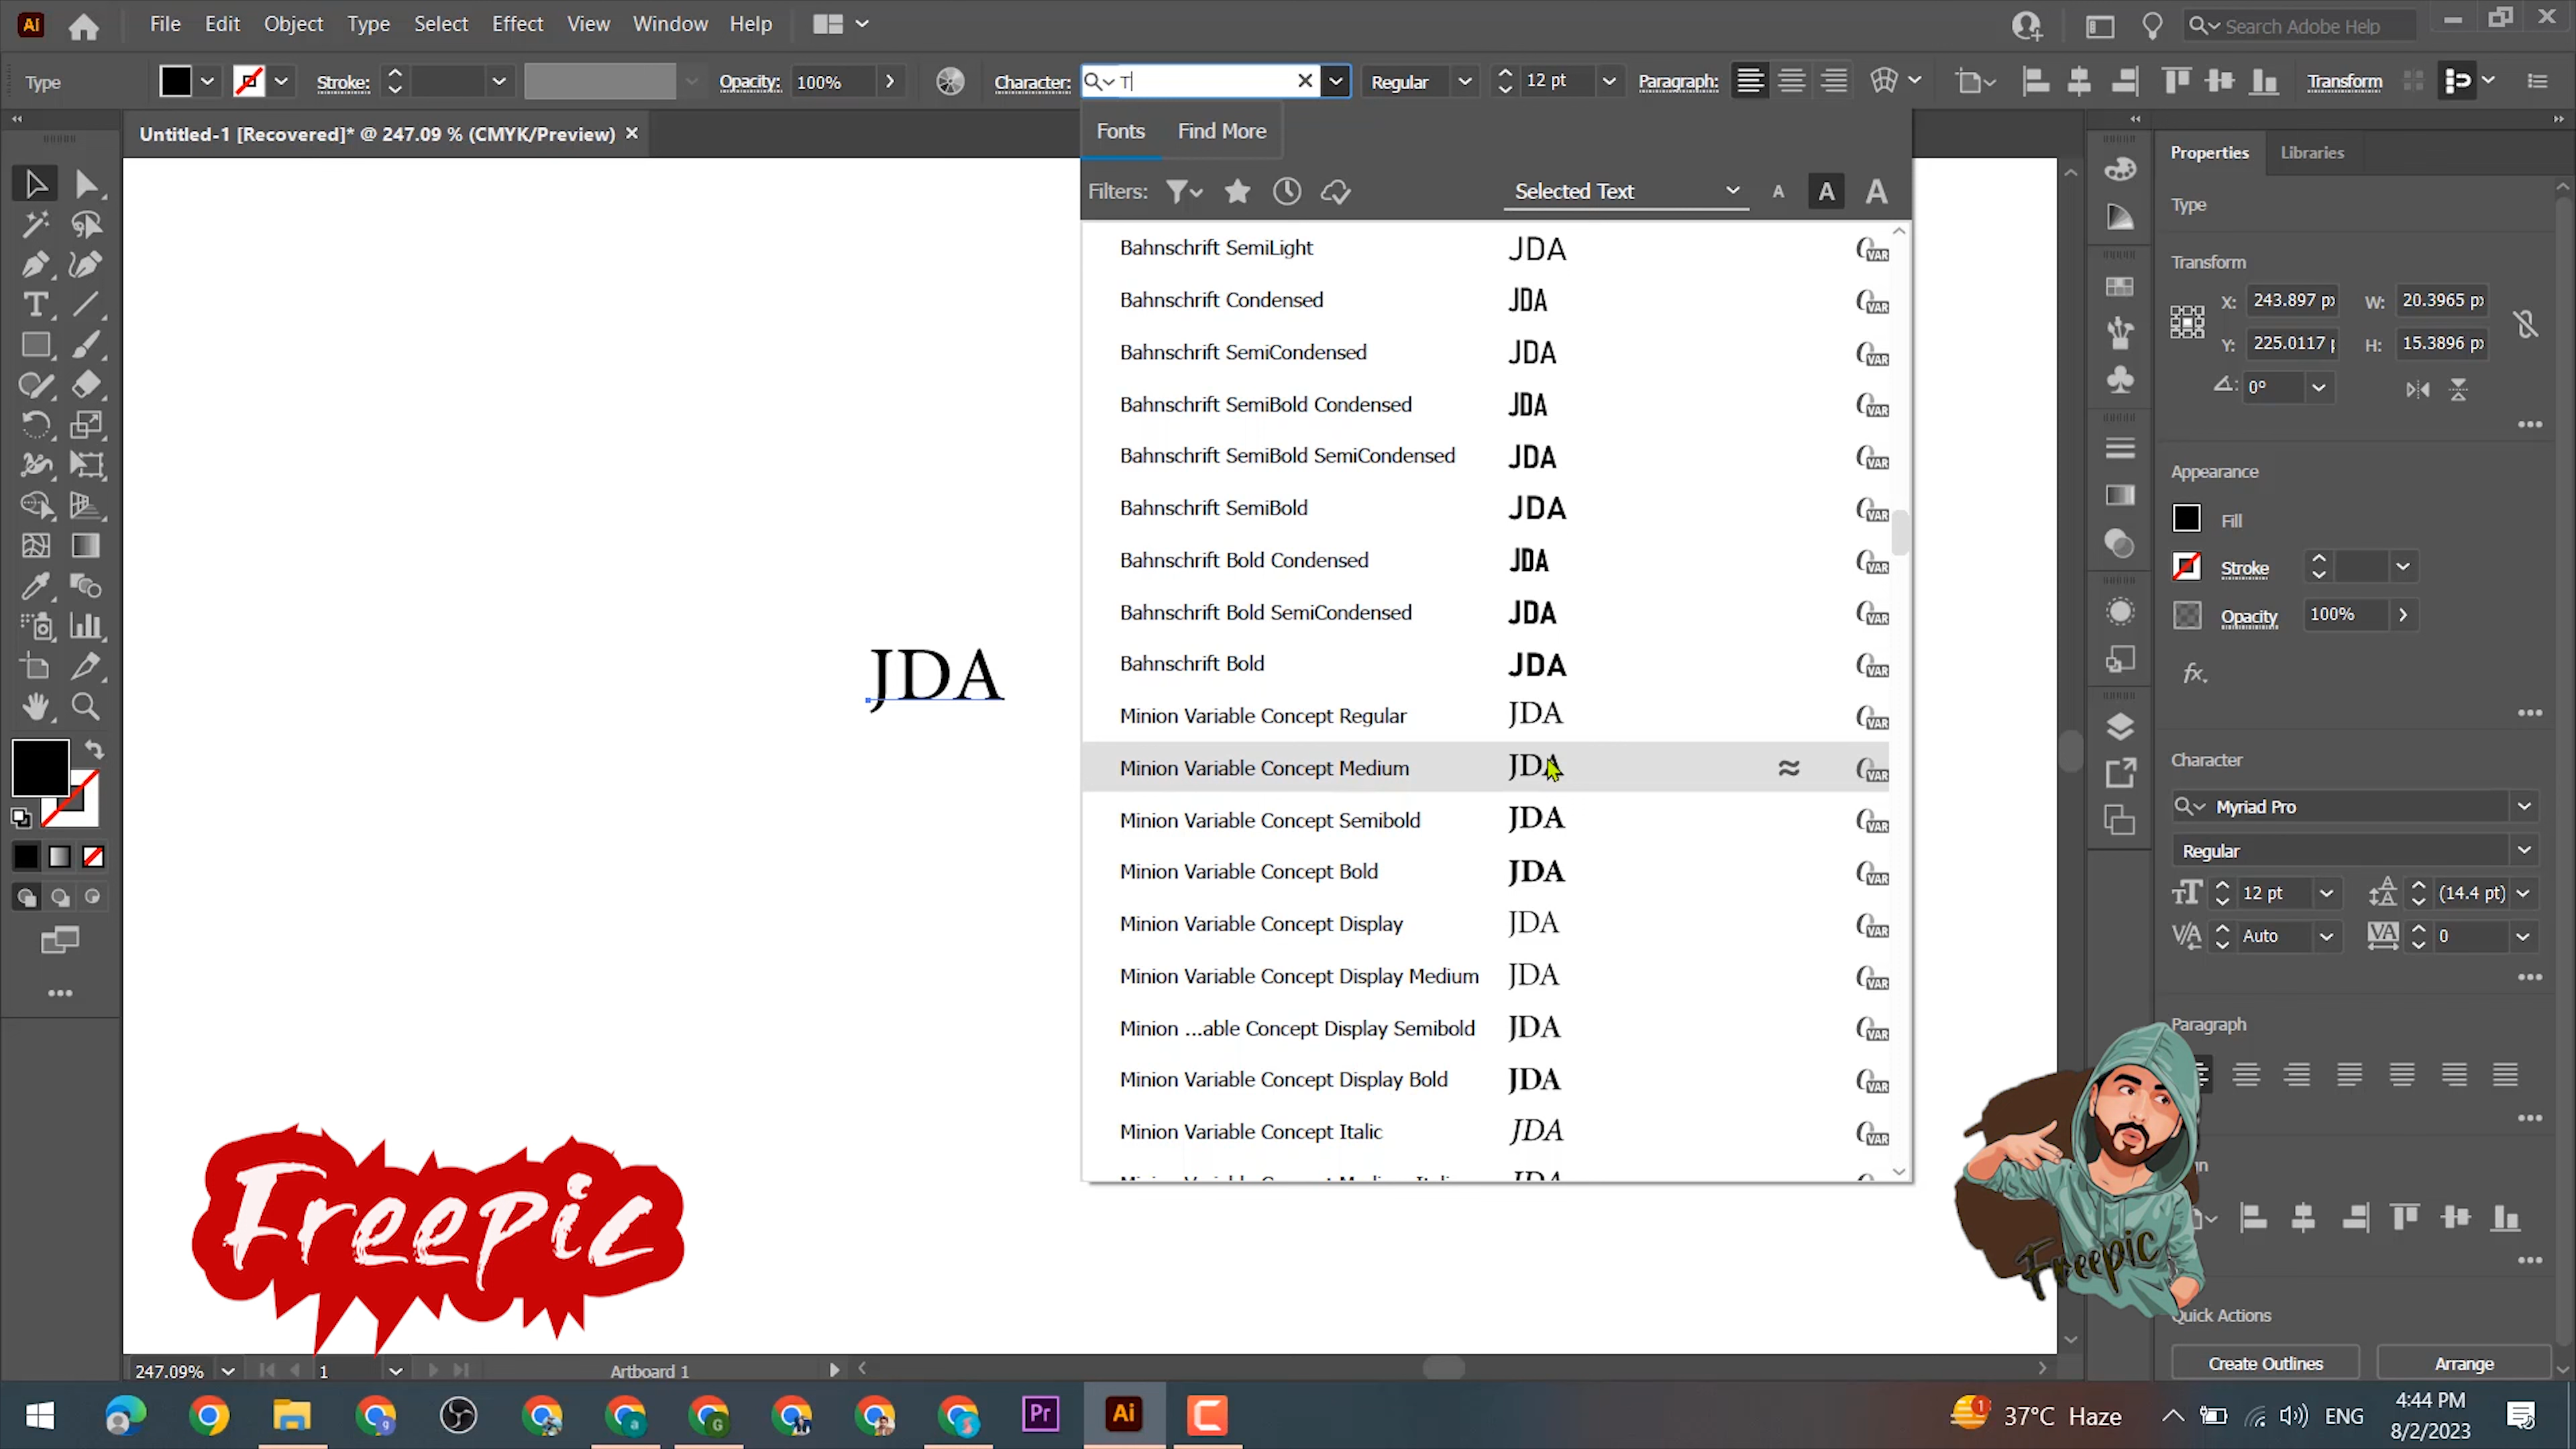 Ai File Edit Object Type Select Effect View Window Help Search Adobe Help
Type Stroke: Opacity: 100% Character: T Regular 12 pt Paragraph: Transform
Untitled-1 [Recovered]* @ 247.09 % (CMYK/Preview)
Fonts Find More
Filters: Selected Text A A A
Bahnschrift SemiLight JDA
Bahnschrift Condensed JDA
Bahnschrift SemiCondensed JDA
Bahnschrift SemiBold Condensed JDA
Bahnschrift SemiBold SemiCondensed JDA
Bahnschrift SemiBold JDA
Bahnschrift Bold Condensed JDA
Bahnschrift Bold SemiCondensed JDA
Bahnschrift Bold JDA
Minion Variable Concept Regular JDA
Minion Variable Concept Medium JDA
Minion Variable Concept Semibold JDA
Minion Variable Concept Bold JDA
Minion Variable Concept Display JDA
Minion Variable Concept Display Medium JDA
Minion ...able Concept Display Semibold JDA
Minion Variable Concept Display Bold JDA
Minion Variable Concept Italic JDA
JDA
Properties Libraries
Type
Transform
X: 243.897 px W: 20.3965 px
Y: 225.0117 H: 15.3896 px
0°
Appearance
Fill
Stroke
Opacity 100%
fx
Character
Myriad Pro
Regular
12 pt (14.4 pt)
Auto 0
Paragraph
Quick Actions
Create Outlines Arrange
Freepic
Freepic
247.09% 1 Artboard 1
Pr Ai 37°C Haze ENG 4:44 PM
8/2/2023